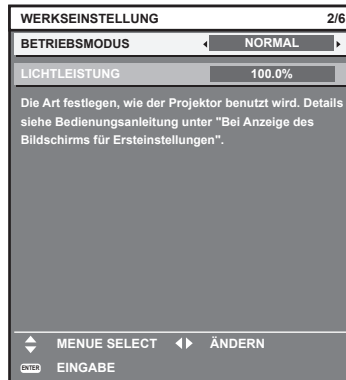 WERKSEINSTELLUNG 2/6
BETRIEBSMODUS NORMAL
LICHTLEISTUNG 100.0%
Die Art festlegen, wie der Projektor benutzt wird. Details
siehe Bedienungsanleitung unter "Bei Anzeige des
Bildschirms für Ersteinstellungen".
MENUE SELECT ÄNDERN
ENTER EINGABE